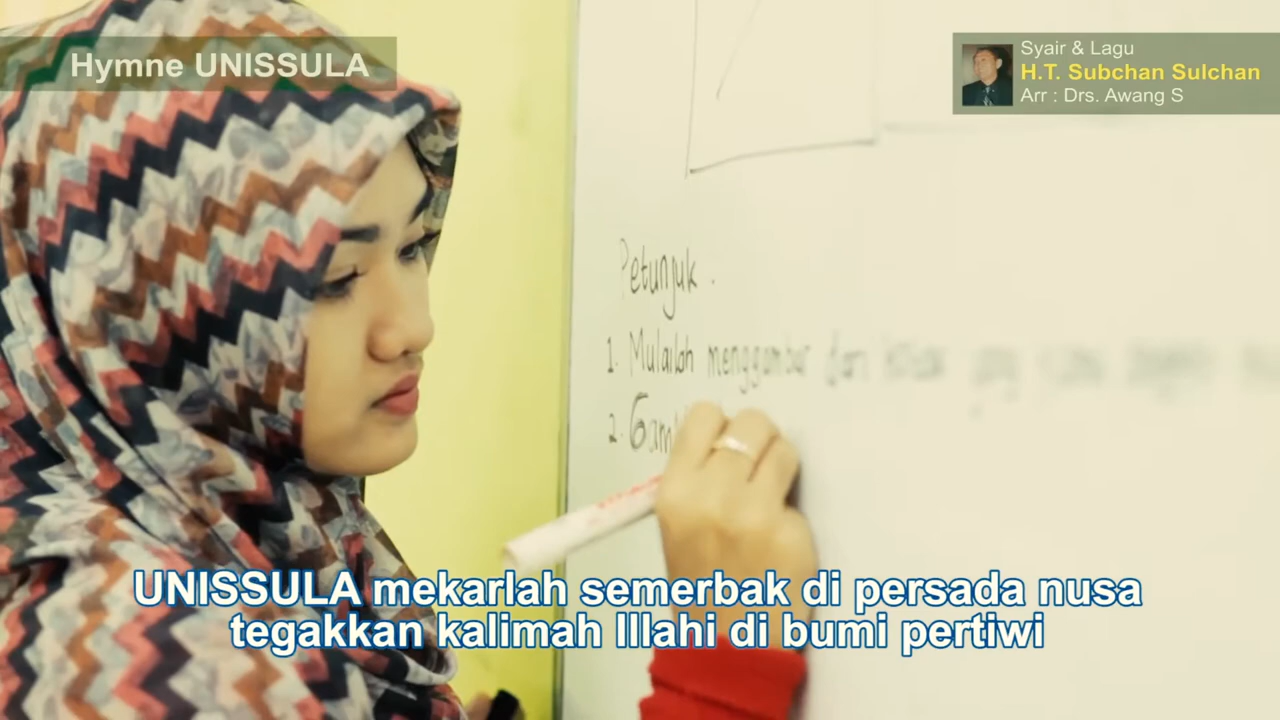 Hymne UNISSULA
Syair & Lagu
H.T. Subchan Sulchan
Arr : Drs. Awang S
Petunjuk.
1. Mulailah menggambar dari
2. Gam
UNISSULA mekarlah semerbak di persada nusa
tegakkan kalimah Illahi di bumi pertiwi